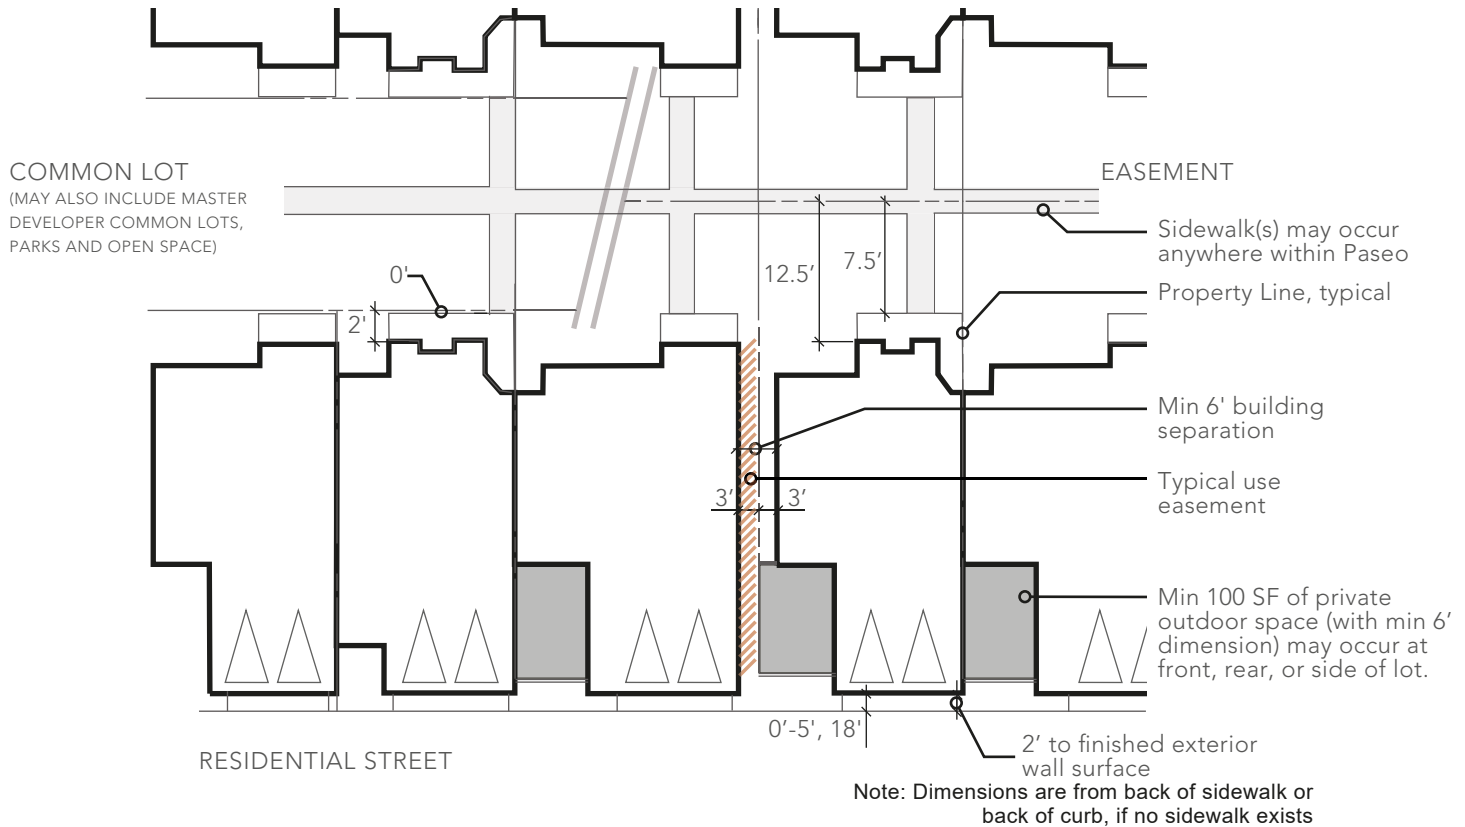 COMMON LOT
(MAY ALSO INCLUDE MASTER
DEVELOPER COMMON LOTS,
PARKS AND OPEN SPACE)
EASEMENT
Sidewalk(s) may occur
anywhere within Paseo
0'
12.5’
7.5’
Property Line, typical
2'
Min 6' building
separation
Typical use
easement
3’
3’
Min 100 SF of private
outdoor space (with min 6’
dimension) may occur at
front, rear, or side of lot.
0’-5', 18'
RESIDENTIAL STREET
2’ to finished exterior
wall surface
Note: Dimensions are from back of sidewalk or
back of curb, if no sidewalk exists